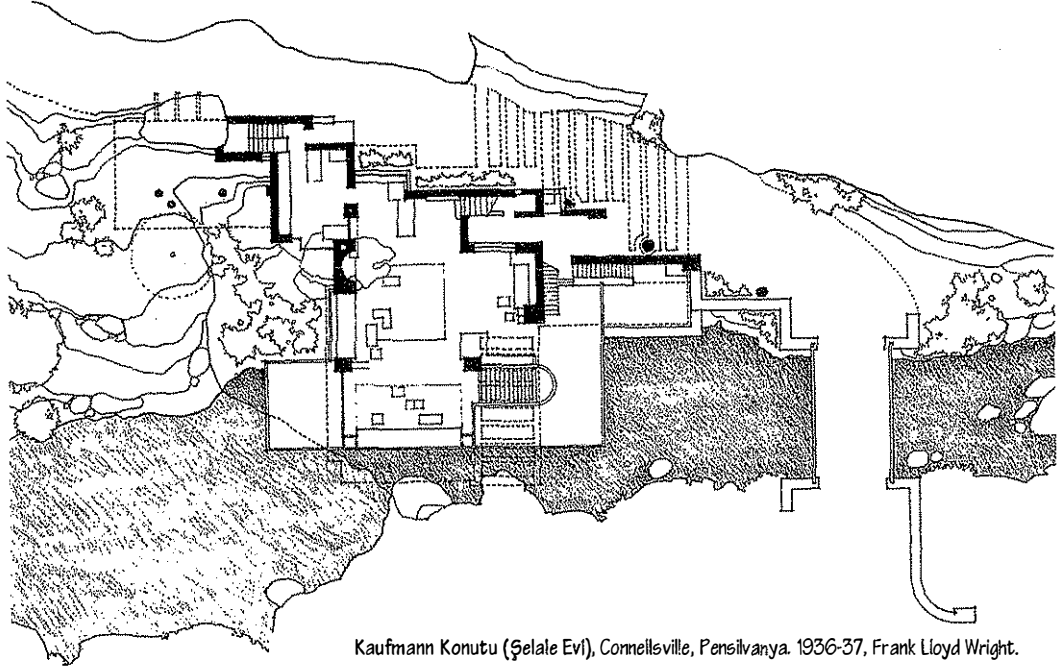 Kaufmann Konutu (Şelale Evi), Connellsville, Pensilvanya. 1936-37, Frank Lloyd Wright.